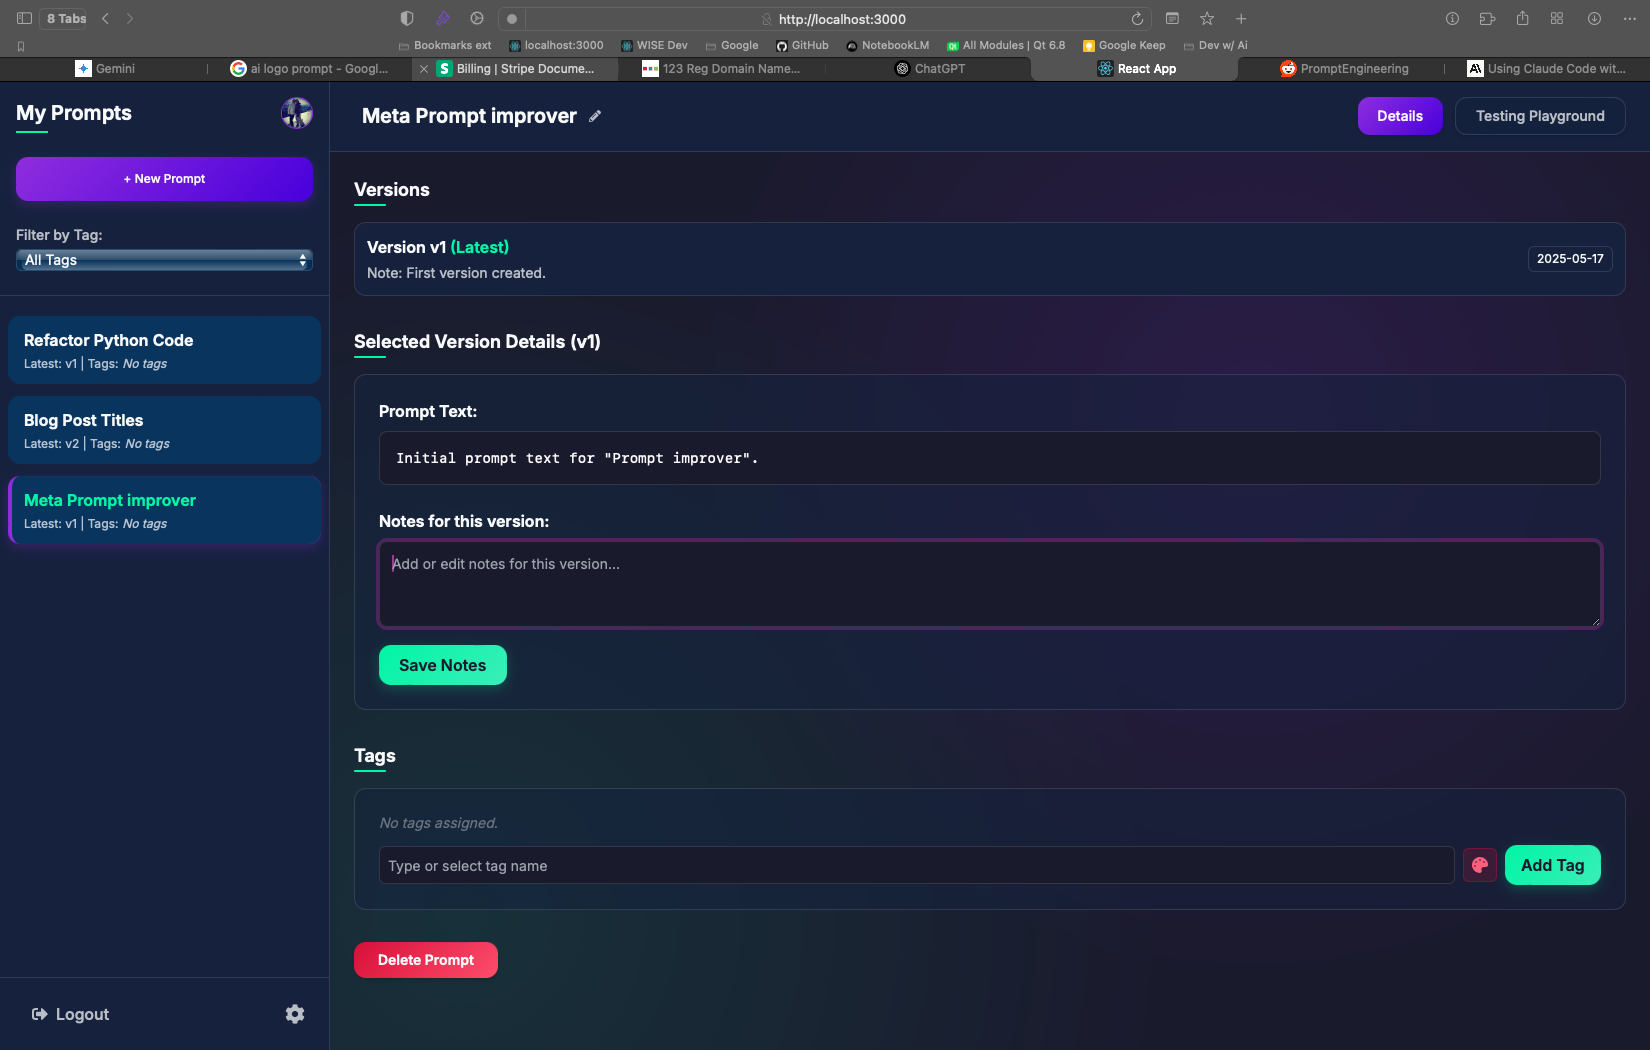 8 Tabs
http://localhost:3000
Bookmarks ext
localhost:3000
WISE Dev
Google
GitHub
NotebookLM
All Modules | Qt 6.8
Google Keep
Dev w/ Ai
Gemini
ai logo prompt - Googl...
Billing | Stripe Docume...
123 Reg Domain Name...
ChatGPT
React App
PromptEngineering
Using Claude Code wit...
My Prompts
+ New Prompt
Filter by Tag:
All Tags
Refactor Python Code
Latest: v1 | Tags: No tags
Blog Post Titles
Latest: v2 | Tags: No tags
Meta Prompt improver
Latest: v1 | Tags: No tags
Logout
Meta Prompt improver
Details
Testing Playground
Versions
Version v1 (Latest)
Note: First version created.
2025-05-17
Selected Version Details (v1)
Prompt Text:
Initial prompt text for "Prompt improver".
Notes for this version:
Add or edit notes for this version...
Save Notes
Tags
No tags assigned.
Type or select tag name
Add Tag
Delete Prompt